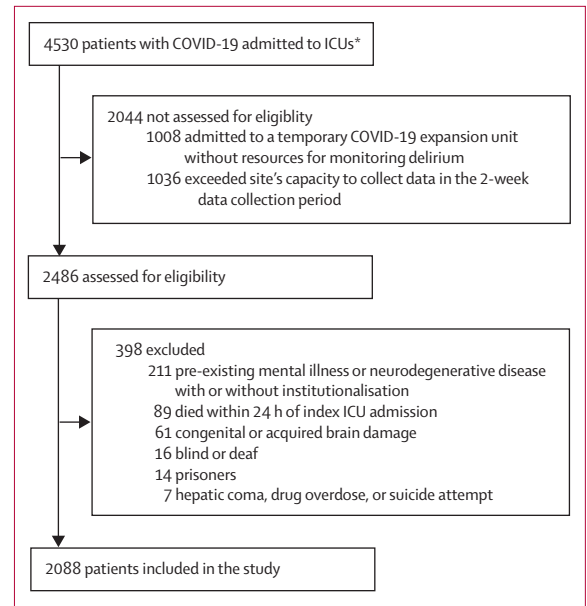 4530 patients with COVID-19 admitted to ICUs*
2044 not assessed for eligiblity
1008 admitted to a temporary COVID-19 expansion unit
without resources for monitoring delirium
1036 exceeded site's capacity to collect data in the 2-week
data collection period
2486 assessed for eligibility
398 excluded
211 pre-existing mental illness or neurodegenerative disease
with or without institutionalisation
89 died within 24 h of index ICU admission
61 congenital or acquired brain damage
16 blind or deaf
14 prisoners
7 hepatic coma, drug overdose, or suicide attempt
2088 patients included in the study